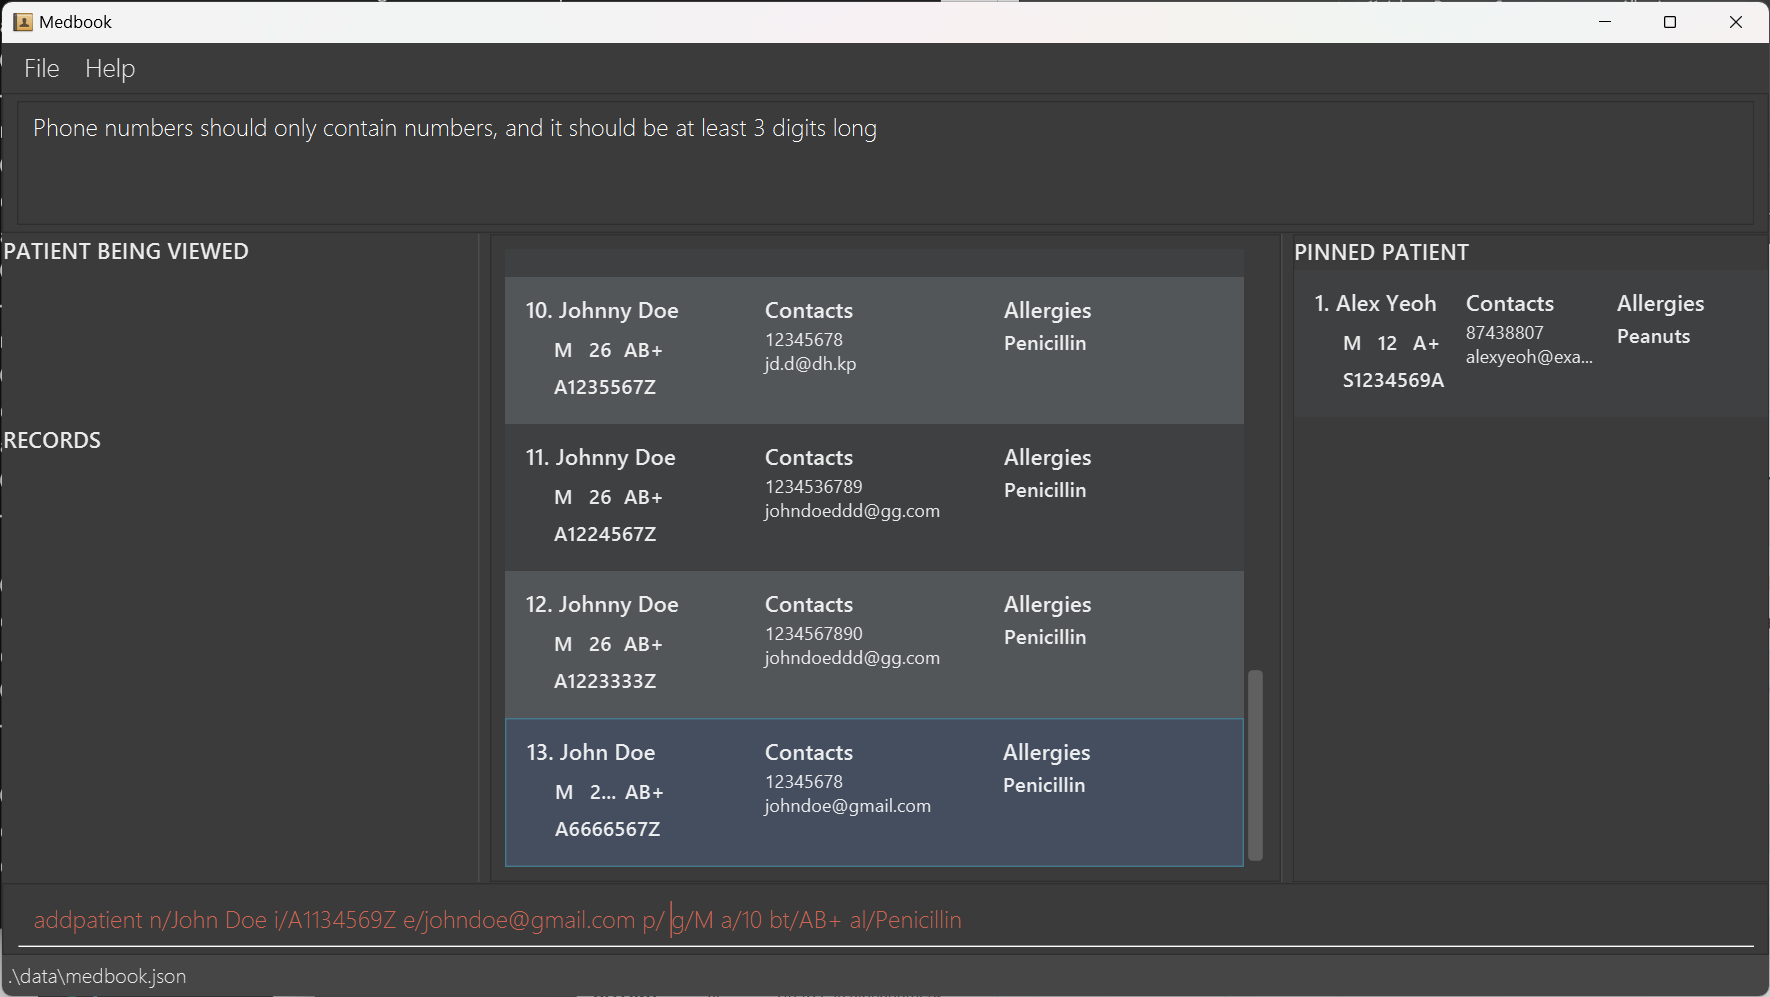 Medbook
File Help
Phone numbers should only contain numbers, and it should be at least 3 digits long
PATIENT BEING VIEWED
RECORDS
10. Johnny Doe
M 26 AB+
A1235567Z
Contacts
12345678
jd.d@dh.kp
Allergies
Penicillin
11. Johnny Doe
M 26 AB+
A1224567Z
Contacts
1234536789
johndoeddd@gg.com
Allergies
Penicillin
12. Johnny Doe
M 26 AB+
A1223333Z
Contacts
1234567890
johndoeddd@gg.com
Allergies
Penicillin
13. John Doe
M 2... AB+
A6666567Z
Contacts
12345678
johndoe@gmail.com
Allergies
Penicillin
PINNED PATIENT
1. Alex Yeoh
M 12 A+
S1234569A
Contacts
87438807
alexyeoh@exa...
Allergies
Peanuts
addpatient n/John Doe i/A1134569Z e/johndoe@gmail.com p/ g/M a/10 bt/AB+ al/Penicillin
.\data\medbook.json